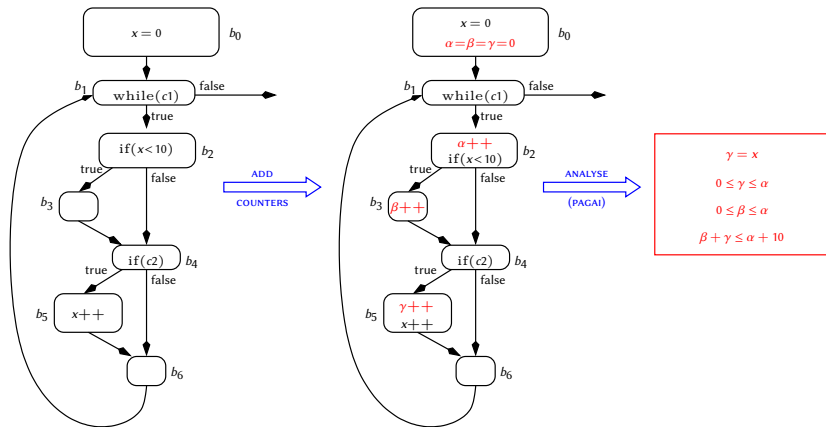 x = 0
b0
b1
while(c1)
false
true
if(x<10)
b2
true
false
b3
if(c2)
b4
true
false
b5
x++
b6
ADD
COUNTERS
x = 0
α=β=γ=0
b0
b1
while(c1)
false
true
α++
if(x<10)
b2
true
false
b3
β++
if(c2)
b4
true
false
γ++
b5
x++
b6
ANALYSE
(PAGAI)
γ = x
0 ≤ γ ≤ α
0 ≤ β ≤ α
β + γ ≤ α + 10